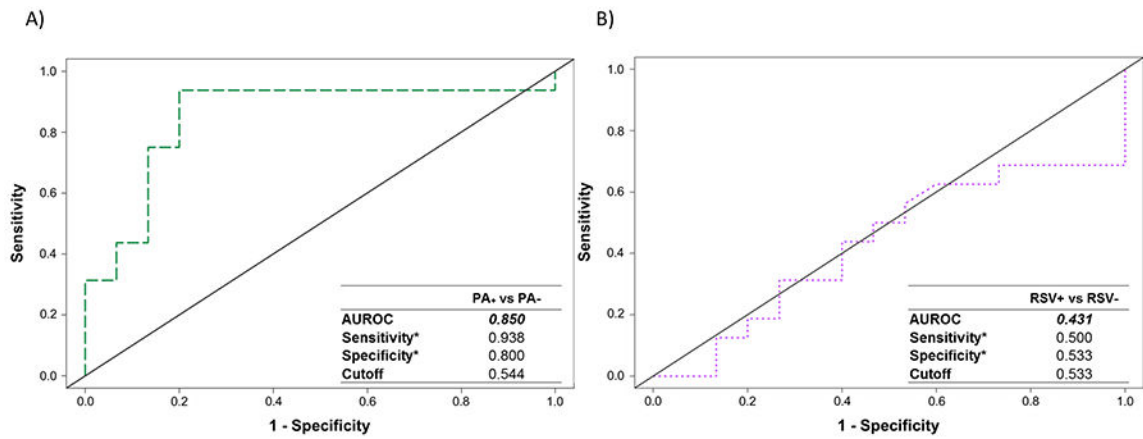 A)
Sensitivity
1.0
0.8
0.6
0.4
0.2
0.0
PA+ vs PA-
AUROC 0.850
Sensitivity* 0.938
Specificity* 0.800
Cutoff 0.544
0.0 0.2 0.4 0.6 0.8 1.0
1 - Specificity
B)
Sensitivity
1.0
0.8
0.6
0.4
0.2
0.0
RSV+ vs RSV-
AUROC 0.431
Sensitivity* 0.500
Specificity* 0.533
Cutoff 0.533
0.0 0.2 0.4 0.6 0.8 1.0
1 - Specificity